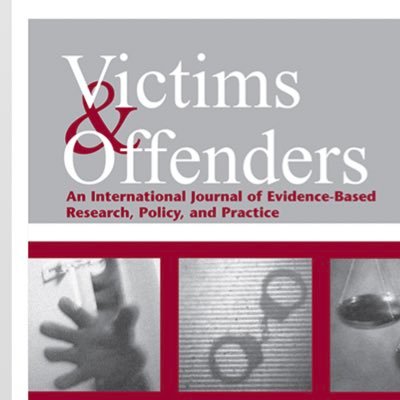 Victims
&
Offenders
An International Journal of Evidence-Based
Research, Policy, and Practice